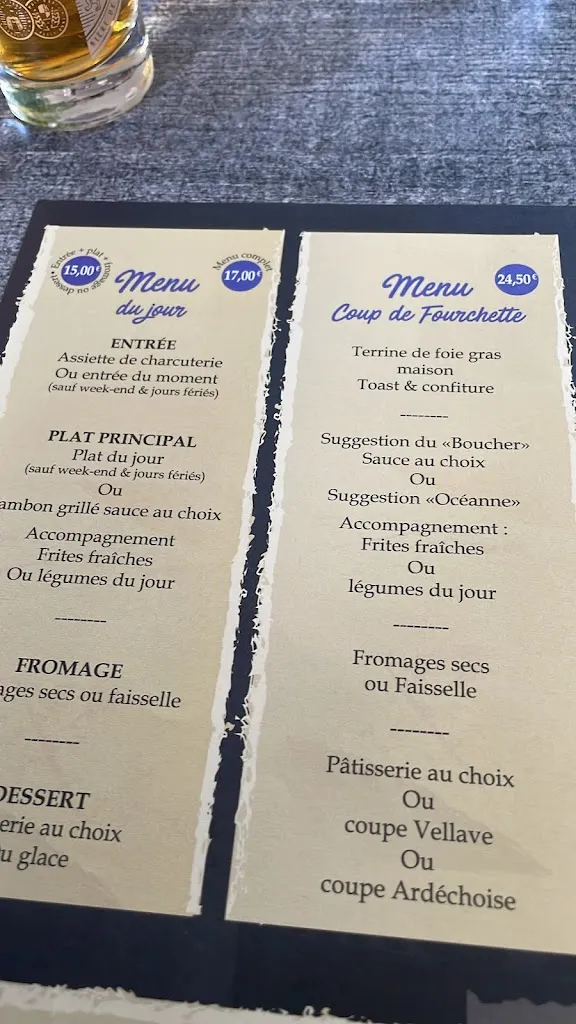 Entrée + plat + fromage ou dessert
15,00€
Menu complet
17,00€
Menu
du jour
ENTRÉE
Assiette de charcuterie
Ou entrée du moment
(sauf week-end & jours fériés)
PLAT PRINCIPAL
Plat du jour
(sauf week-end & jours fériés)
Ou
ambon grillé sauce au choix
Accompagnement
Frites fraîches
Ou légumes du jour
--------
FROMAGE
ages secs ou faisselle
--------
DESSERT
erie au choix
u glace
24,50€
Menu
Coup de Fourchette
Terrine de foie gras
maison
Toast & confiture
--------
Suggestion du «Boucher»
Sauce au choix
Ou
Suggestion «Océanne»
Accompagnement :
Frites fraîches
Ou
légumes du jour
--------
Fromages secs
ou Faisselle
--------
Pâtisserie au choix
Ou
coupe Vellave
Ou
coupe Ardéchoise